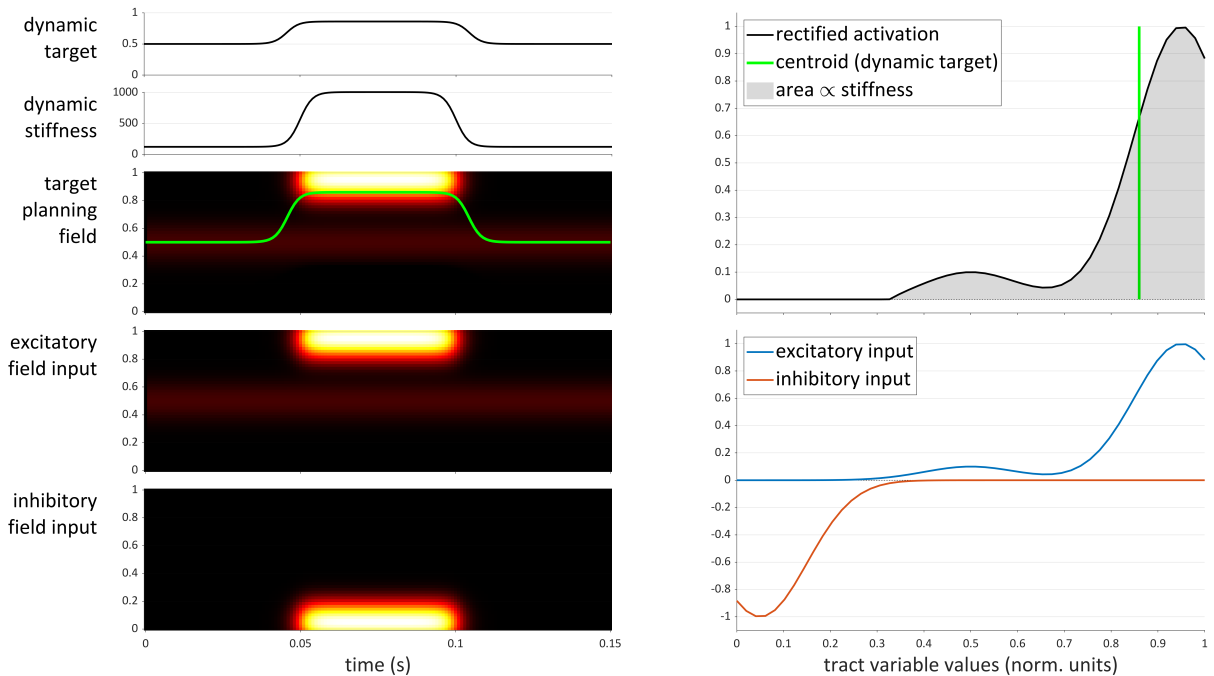 dynamic
target
1
0.5
0
dynamic
stiffness
1000
500
0
target
planning
field
1
0.8
0.6
0.4
0.2
0
excitatory
field input
1
0.8
0.6
0.4
0.2
0
inhibitory
field input
1
0.8
0.6
0.4
0.2
0
0 0.05 0.1 0.15
time (s)
rectified activation
centroid (dynamic target)
area ∝ stiffness
1
0.9
0.8
0.7
0.6
0.5
0.4
0.3
0.2
0.1
0
excitatory input
inhibitory input
1
0.8
0.6
0.4
0.2
0
-0.2
-0.4
-0.6
-0.8
-1
0 0.1 0.2 0.3 0.4 0.5 0.6 0.7 0.8 0.9 1
tract variable values (norm. units)